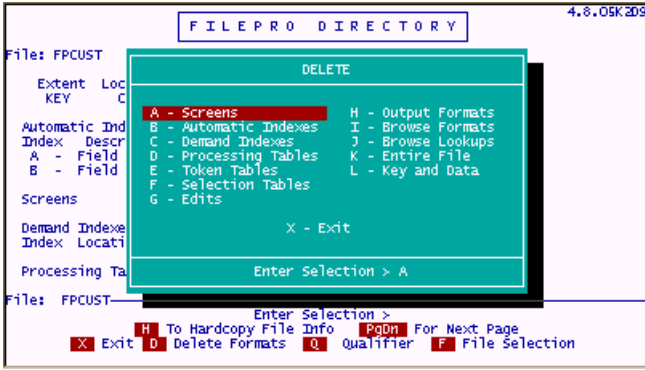 4.8.05K2D9
FILEPRO DIRECTORY
File: FPCUST
DELETE
Extent Loc
KEY C
A - Screens H - Output Formats
Automatic Ind B - Automatic Indexes I - Browse Formats
Index Descr C - Demand Indexes J - Browse Lookups
A - Field D - Processing Tables K - Entire File
B - Field E - Token Tables L - Key and Data
F - Selection Tables
Screens G - Edits
Demand Indexe X - Exit
Index Locati
Processing Ta Enter Selection > A
File: FPCUST
Enter Selection >
H To Hardcopy File Info PgDn For Next Page
X Exit D Delete Formats Q Qualifier F File Selection